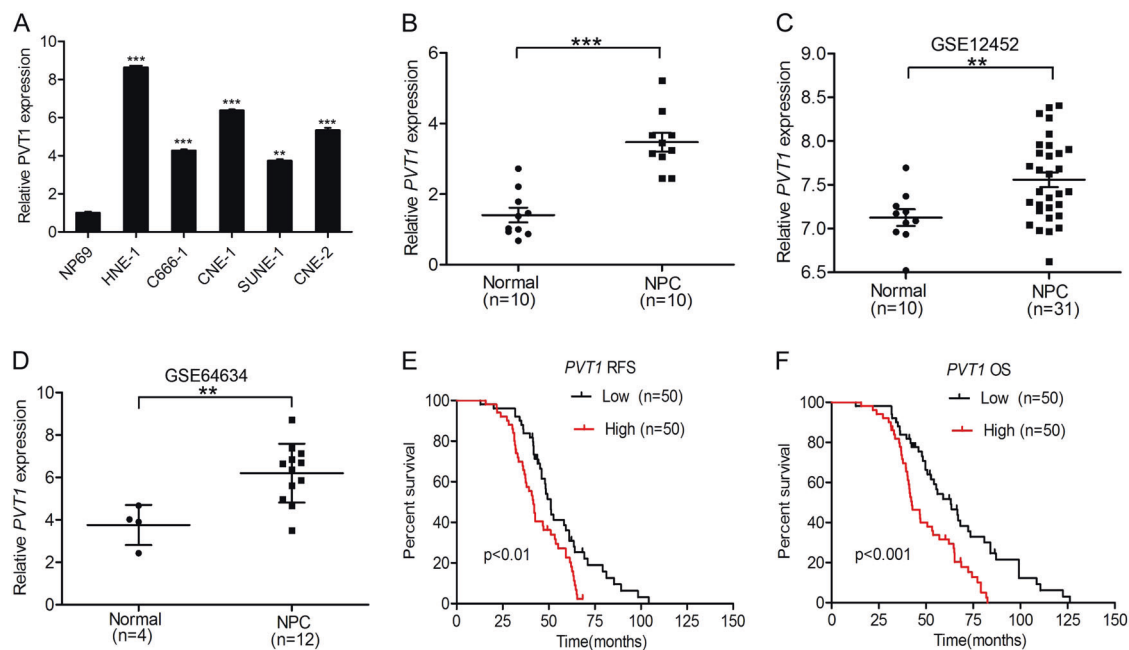 A
Relative PVT1 expression
10
8
6
4
2
0
***
***
***
**
***
NP69
HNE-1
C666-1
CNE-1
SUNE-1
CNE-2
B
Relative PVT1 expression
6
4
2
0
***
Normal
(n=10)
NPC
(n=10)
C
GSE12452
**
Relative PVT1 expression
9.0
8.5
8.0
7.5
7.0
6.5
Normal
(n=10)
NPC
(n=31)
D
GSE64634
**
Relative PVT1 expression
10
8
6
4
2
0
Normal
(n=4)
NPC
(n=12)
E
PVT1 RFS
Low (n=50)
High (n=50)
Percent survival
100
80
60
40
20
0
p<0.01
0 25 50 75 100 125 150
Time(months)
F
PVT1 OS
Low (n=50)
High (n=50)
Percent survival
100
80
60
40
20
0
p<0.001
0 25 50 75 100 125 150
Time(months)